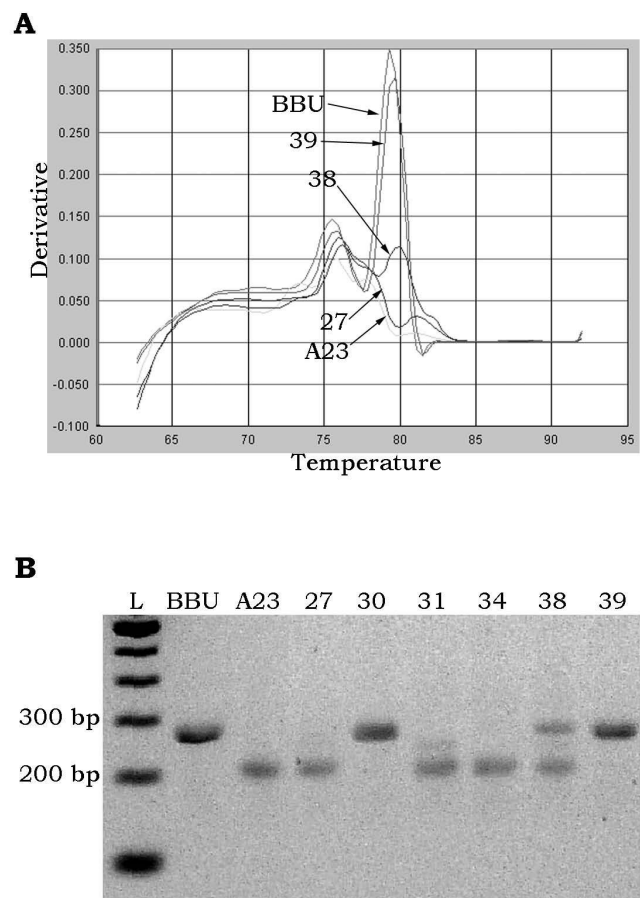 A
0.350
0.300
0.250
0.200
0.150
0.100
0.050
0.000
-0.050
-0.100
Derivative
BBU
39
38
27
A23
60 65 70 75 80 85 90 95
Temperature
B
L BBU A23 27 30 31 34 38 39
300 bp
200 bp